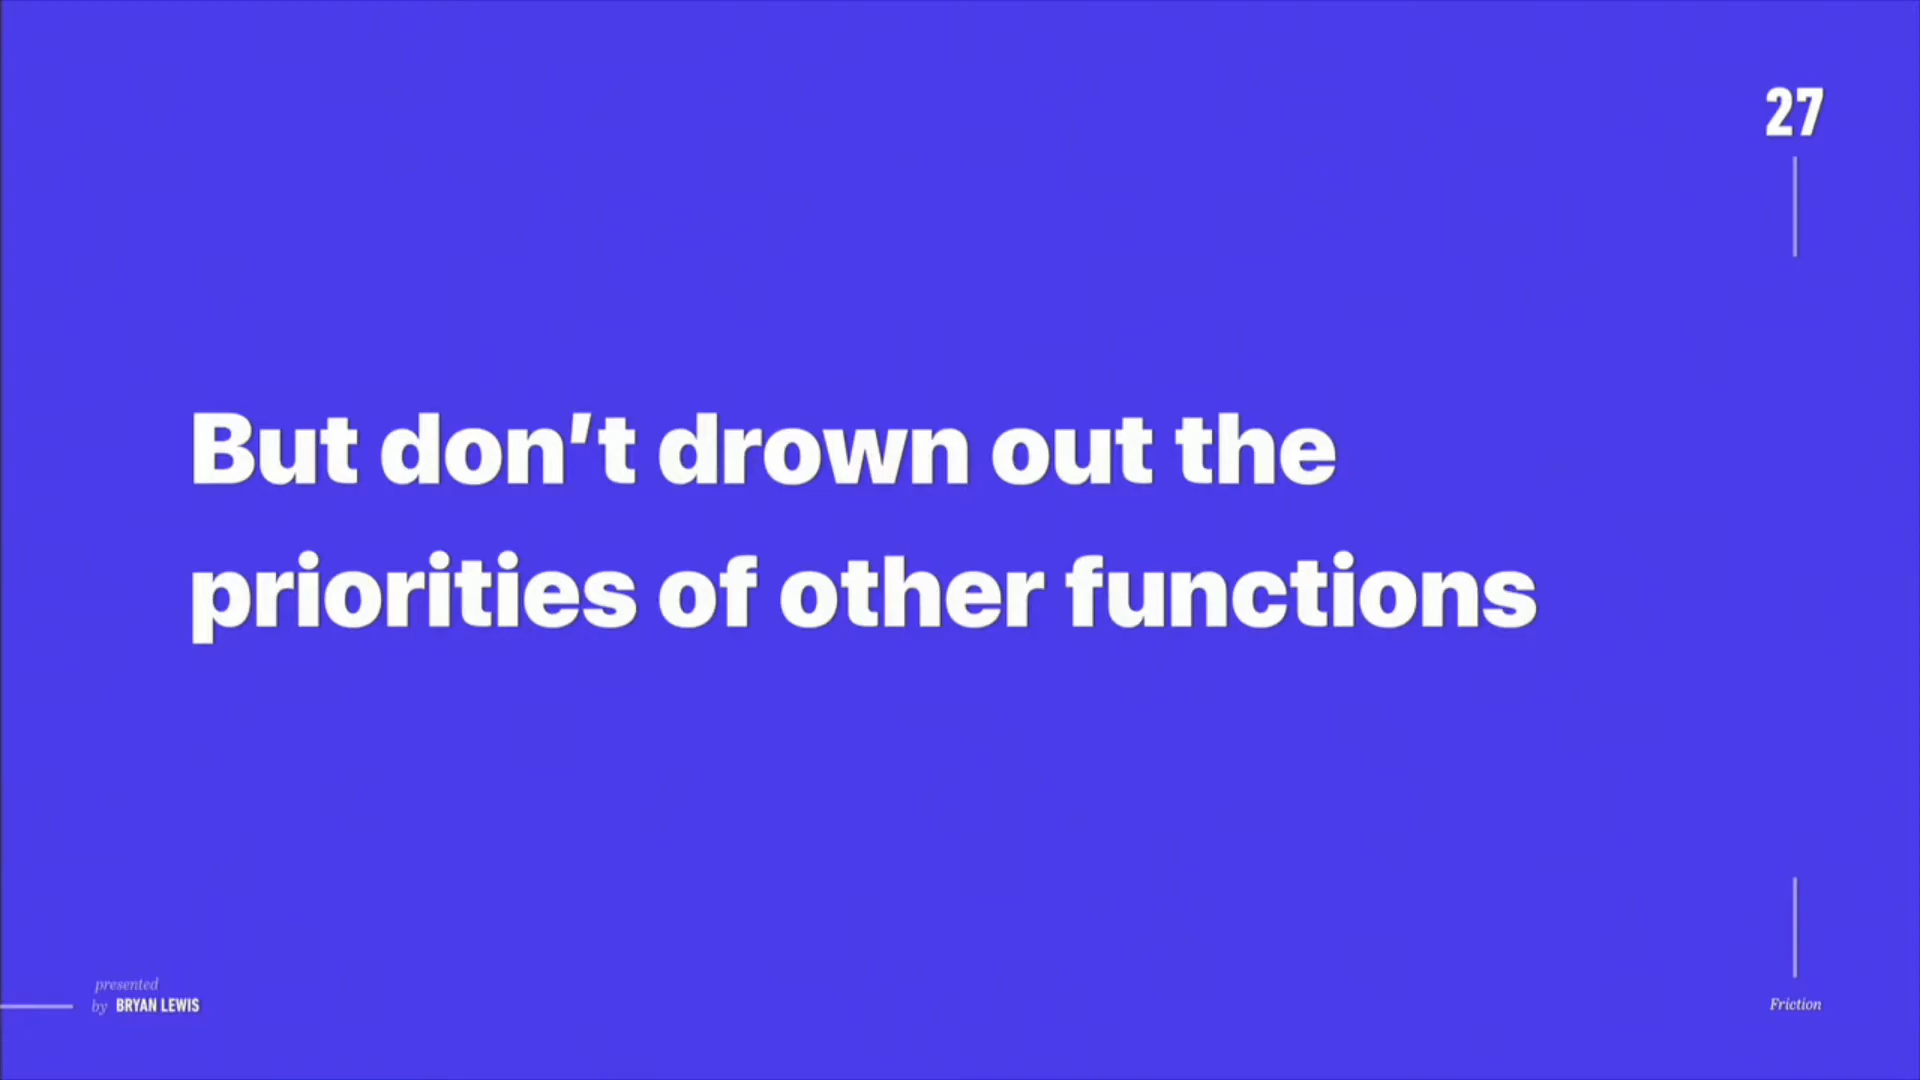 27
But don’t drown out the
priorities of other functions
presented
by BRYAN LEWIS
Friction